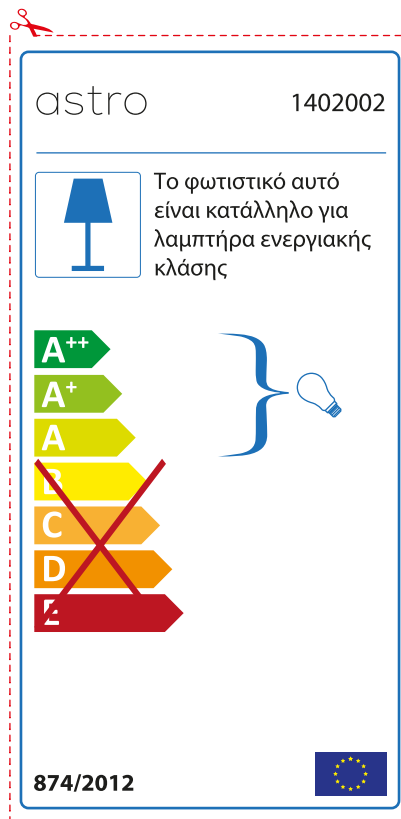 astro
1402002
Το φωτιστικό αυτό
είναι κατάλληλο για
λαμπτήρα ενεργιακής
κλάσης
A++
A+
A
B
C
D
E
874/2012